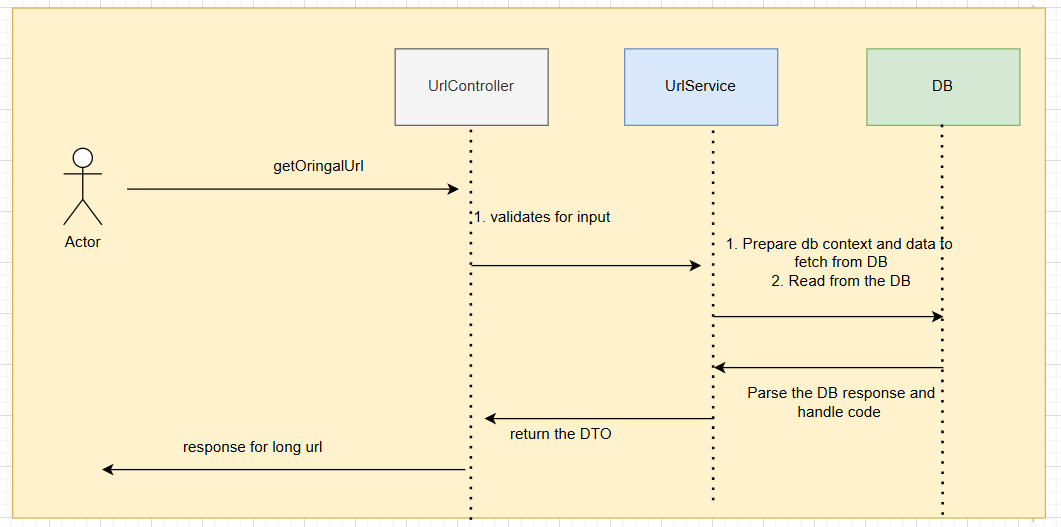 UrlController
UrlService
DB
getOringalUrl
Actor
1. validates for input
1. Prepare db context and data to
fetch from DB
2. Read from the DB
Parse the DB response and
handle code
return the DTO
response for long url